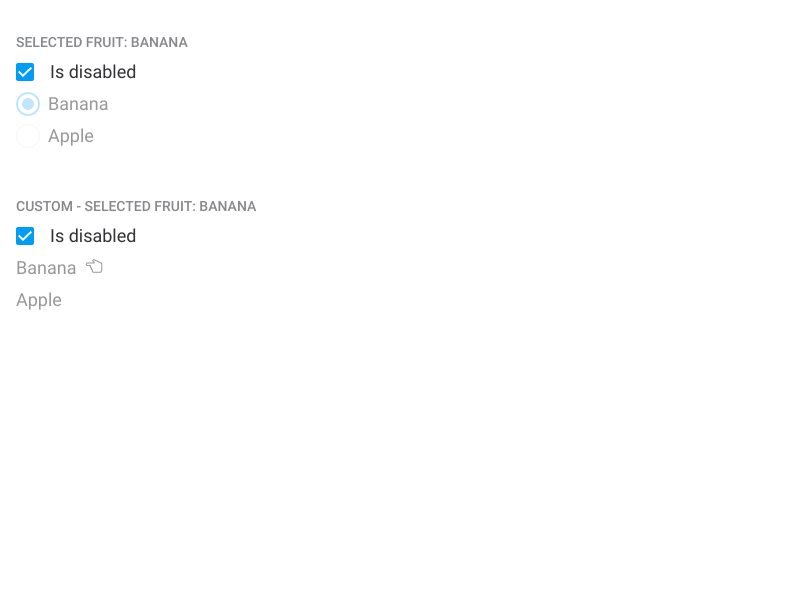 SELECTED FRUIT: BANANA
Is disabled
Banana
Apple
CUSTOM - SELECTED FRUIT: BANANA
Is disabled
Banana
Apple